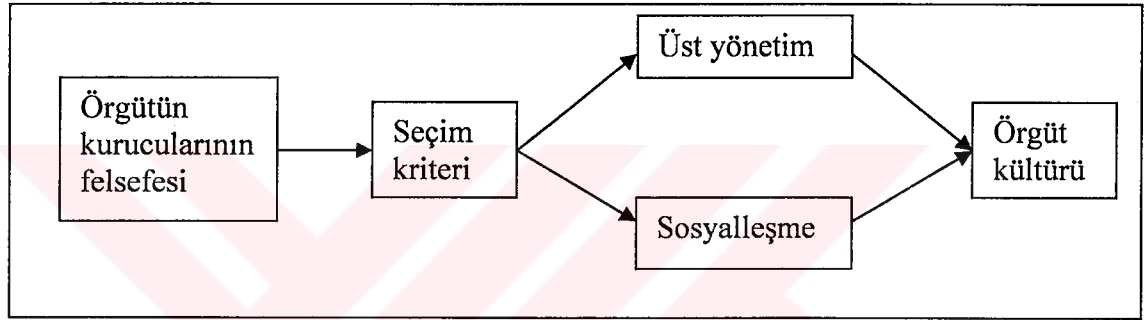 Örgütün
kurucularının
felsefesi
Seçim
kriteri
Üst yönetim
Sosyalleşme
Örgüt
kültürü